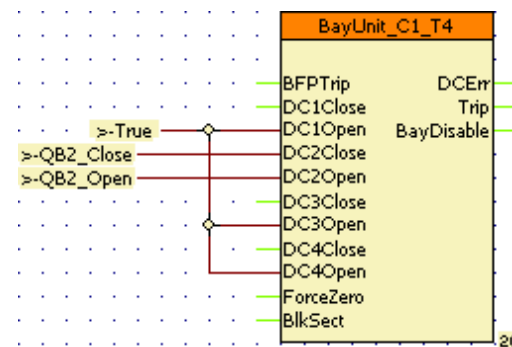 BayUnit_C1_T4
BFPTrip DCErr
DC1Close Trip
>-True DC1Open BayDisable
>-QB2_Close DC2Close
>-QB2_Open DC2Open
DC3Close
DC3Open
DC4Close
DC4Open
ForceZero
BlkSect